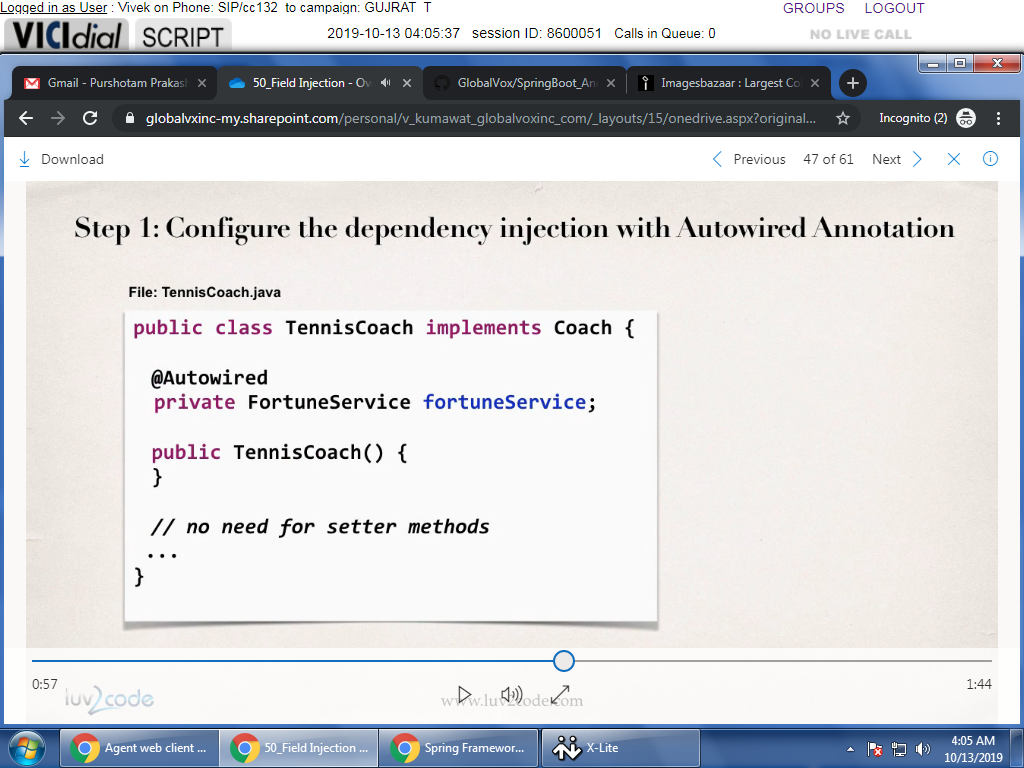 Logged in as User : Vivek on Phone: SIP/cc132 to campaign: GUJRAT_T
GROUPS LOGOUT
VICIdial SCRIPT 2019-10-13 04:05:37 session ID: 8600051 Calls in Queue: 0 NO LIVE CALL
Gmail - Purshotam Prakas 50_Field Injection - Ov GlobalVox/SpringBoot_An Imagesbazaar : Largest Co
globalvxinc-my.sharepoint.com/personal/v_kumawat_globalvoxinc_com/_layouts/15/onedrive.aspx?original... Incognito (2)
Download Previous 47 of 61 Next
Step 1: Configure the dependency injection with Autowired Annotation
File: TennisCoach.java
public class TennisCoach implements Coach {
@Autowired
private FortuneService fortuneService;
public TennisCoach() {
}
// no need for setter methods
...
}
0:57 1:44
luv2code www.luv2code.com
Agent web client ... 50_Field Injection ... Spring Framewor... X-Lite
4:05 AM
10/13/2019